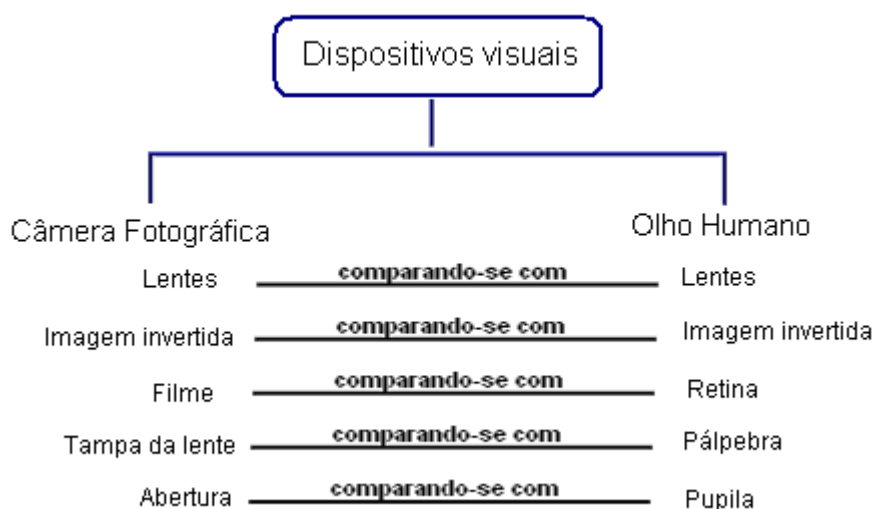 Dispositivos visuais
Câmera Fotográfica
Olho Humano
Lentes comparando-se com Lentes
Imagem invertida comparando-se com Imagem invertida
Filme comparando-se com Retina
Tampa da lente comparando-se com Pálpebra
Abertura comparando-se com Pupila